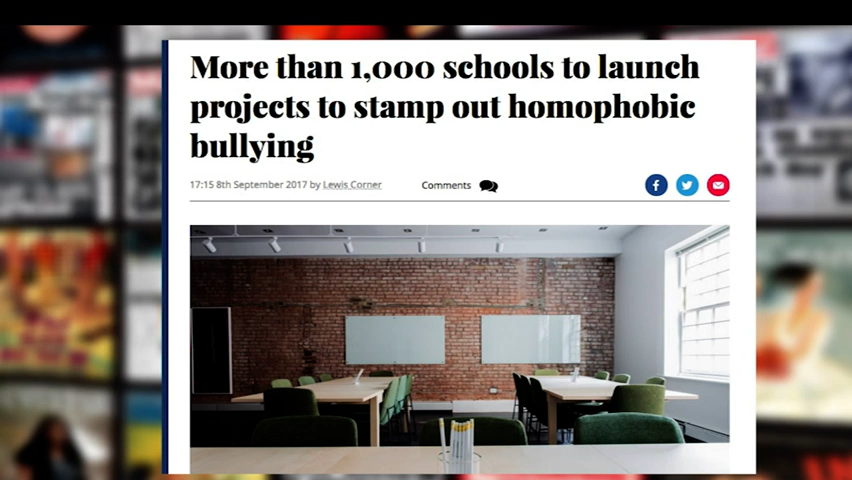 More than 1,000 schools to launch
projects to stamp out homophobic
bullying
17:15 8th September 2017 by Lewis Corner Comments